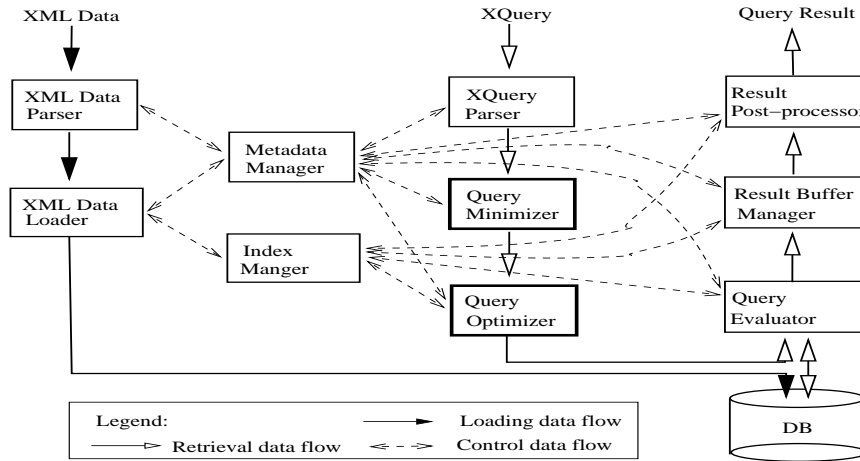 XML Data
XQuery
Query Result
XML Data
Parser
XQuery
Parser
Result
Post-processor
Metadata
Manager
XML Data
Loader
Query
Minimizer
Result Buffer
Manager
Index
Manger
Query
Optimizer
Query
Evaluator
DB
Legend:
Loading data flow
Retrieval data flow
Control data flow